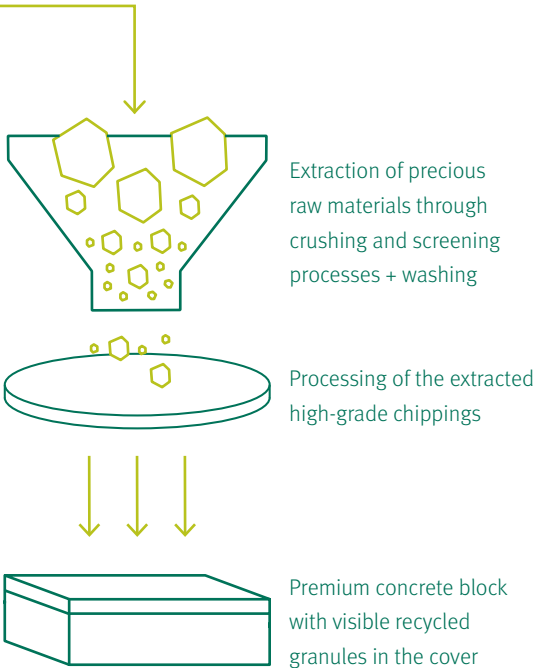 Extraction of precious
raw materials through
crushing and screening
processes + washing
Processing of the extracted
high-grade chippings
Premium concrete block
with visible recycled
granules in the cover